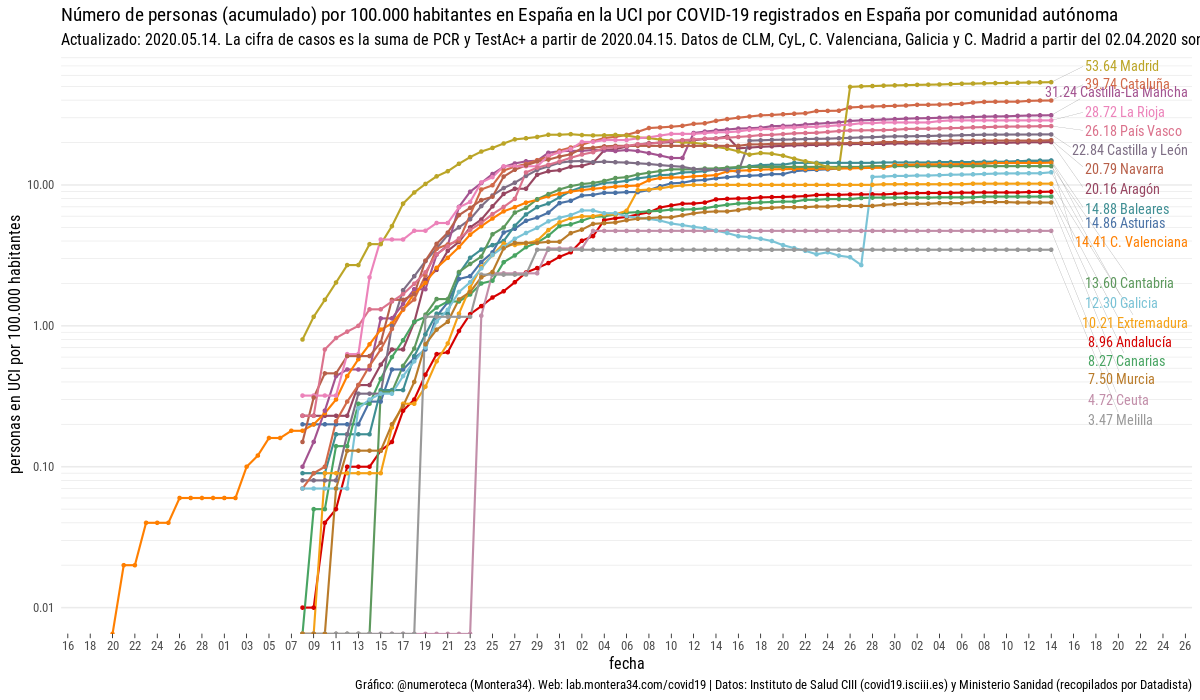 Número de personas (acumulado) por 100.000 habitantes en España en la UCI por COVID-19 registrados en España por comunidad autónoma
Actualizado: 2020.05.14. La cifra de casos es la suma de PCR y TestAc+ a partir de 2020.04.15. Datos de CLM, CyL, C. Valenciana, Galicia y C. Madrid a partir del 02.04.2020 son
personas en UCI por 100.000 habitantes
10.00
1.00
0.10
0.01
53.64 Madrid
39.74 Cataluña
31.24 Castilla-La Mancha
28.72 La Rioja
26.18 País Vasco
22.84 Castilla y León
20.79 Navarra
20.16 Aragón
14.88 Baleares
14.86 Asturias
14.41 C. Valenciana
13.60 Cantabria
12.30 Galicia
10.21 Extremadura
8.96 Andalucía
8.27 Canarias
7.50 Murcia
4.72 Ceuta
3.47 Melilla
16 18 20 22 24 26 28 01 03 05 07 09 11 13 15 17 19 21 23 25 27 29 31 02 04 06 08 10 12 14 16 18 20 22 24 26 28 30 02 04 06 08 10 12 14 16 18 20 22 24 26
fecha
Gráfico: @numeroteca (Montera34). Web: lab.montera34.com/covid19 | Datos: Instituto de Salud CIII (covid19.isciii.es) y Ministerio Sanidad (recopilados por Datadista)